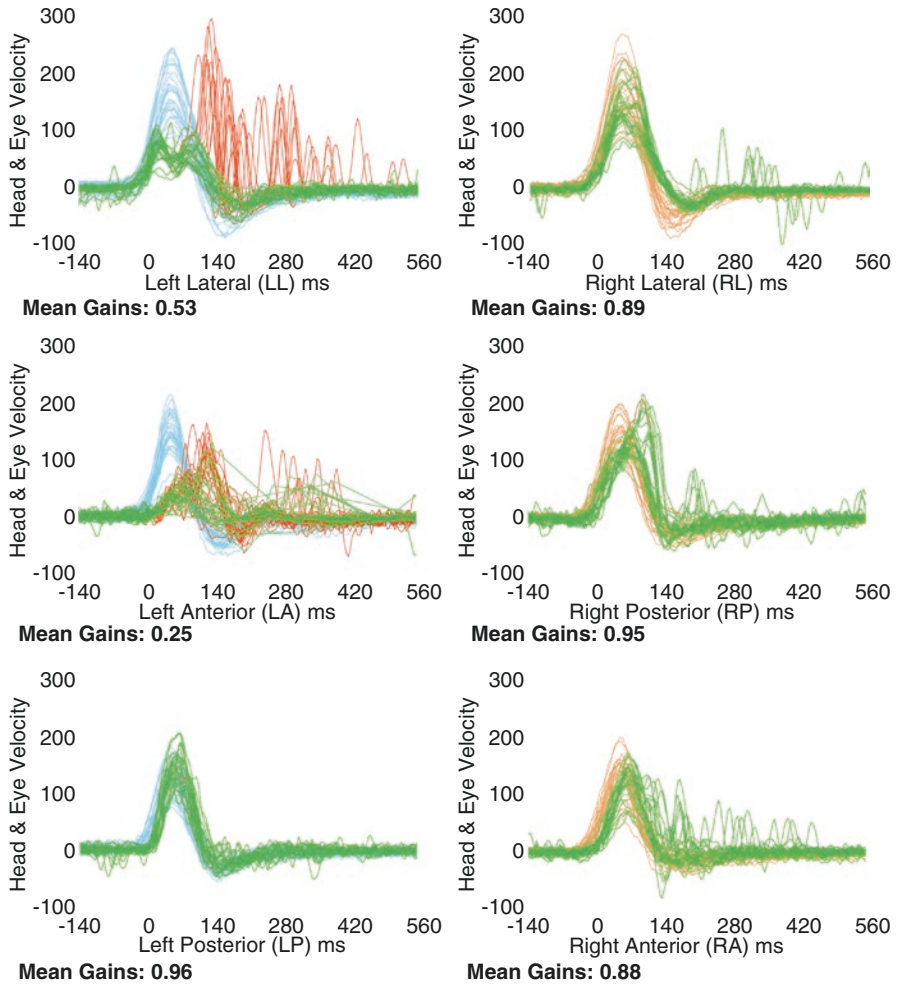 Head & Eye Velocity
300
200
100
0
-100
-140 0 140 280 420 560
Left Lateral (LL) ms
Mean Gains: 0.53
Head & Eye Velocity
300
200
100
0
-100
-140 0 140 280 420 560
Right Lateral (RL) ms
Mean Gains: 0.89
Head & Eye Velocity
300
200
100
0
-100
-140 0 140 280 420 560
Left Anterior (LA) ms
Mean Gains: 0.25
Head & Eye Velocity
300
200
100
0
-100
-140 0 140 280 420 560
Right Posterior (RP) ms
Mean Gains: 0.95
Head & Eye Velocity
300
200
100
0
-100
-140 0 140 280 420 560
Left Posterior (LP) ms
Mean Gains: 0.96
Head & Eye Velocity
300
200
100
0
-100
-140 0 140 280 420 560
Right Anterior (RA) ms
Mean Gains: 0.88